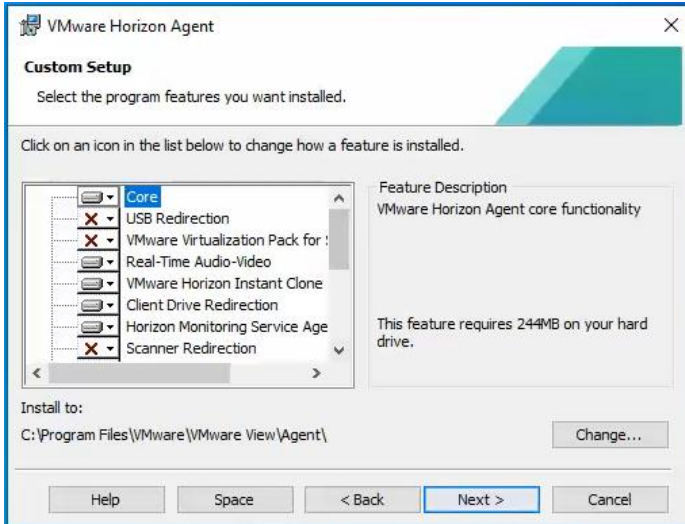 VMware Horizon Agent
Custom Setup
Select the program features you want installed.
Click on an icon in the list below to change how a feature is installed.
Core
USB Redirection
VMware Virtualization Pack for
Real-Time Audio-Video
VMware Horizon Instant Clone
Client Drive Redirection
Horizon Monitoring Service Age
Scanner Redirection
Feature Description
VMware Horizon Agent core functionality
This feature requires 244MB on your hard
drive.
Install to:
C:\Program Files\VMware\VMware View\Agent\
Change...
Help
Space
< Back
Next >
Cancel